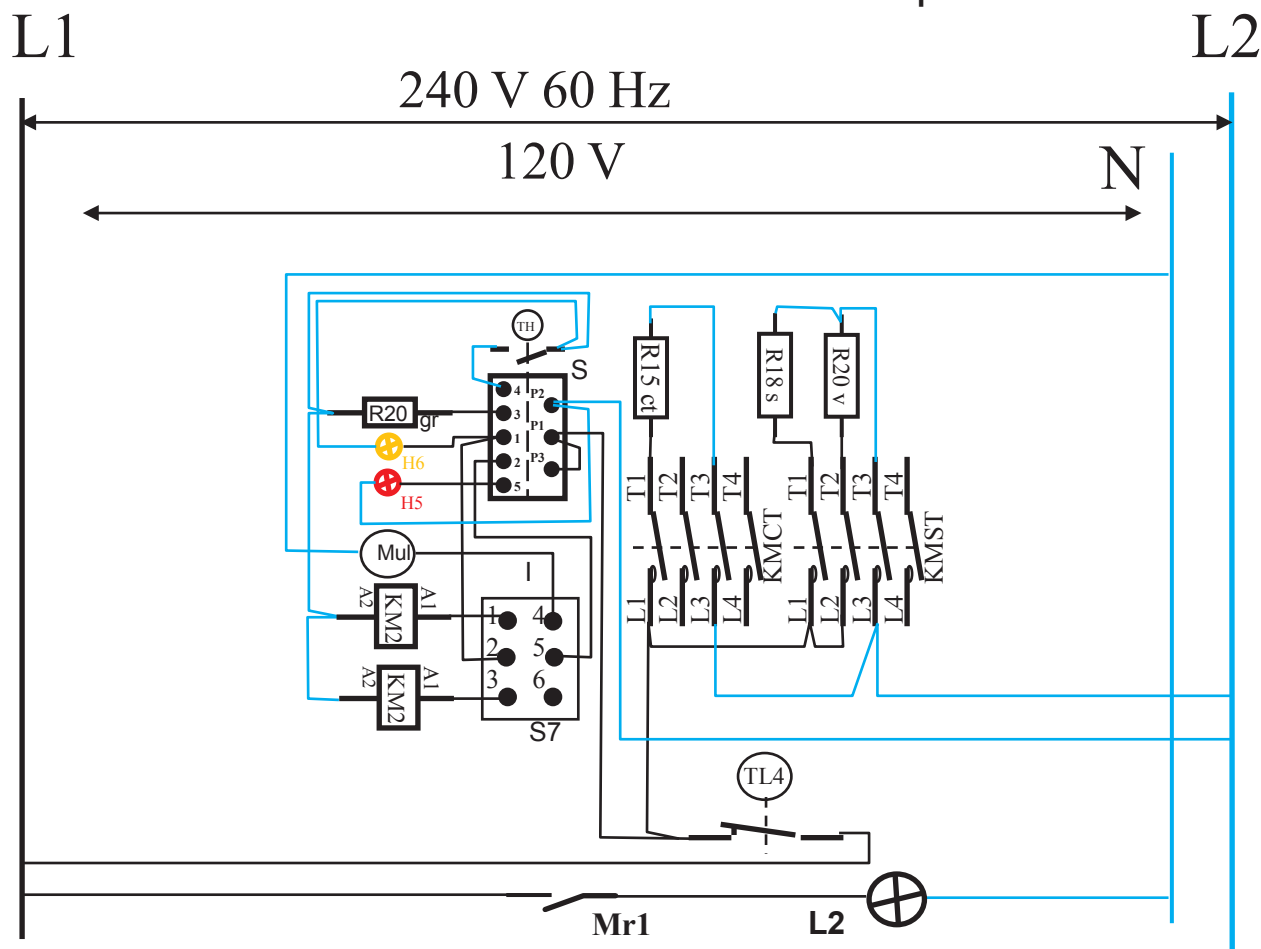 L1
L2
240 V 60 Hz
120 V
N
TH
S
4
P2
3
P1
1
2
P3
5
R20
gr
H6
H5
R15 ct
R18 s
R20 v
T1
T2
T3
T4
KMCT
L1
L2
L3
L4
T1
T2
T3
T4
KMST
L1
L2
L3
L4
Mul
I
A2
KM2
A1
A2
KM2
A1
1
4
2
5
3
6
S7
TL4
Mr1
L2